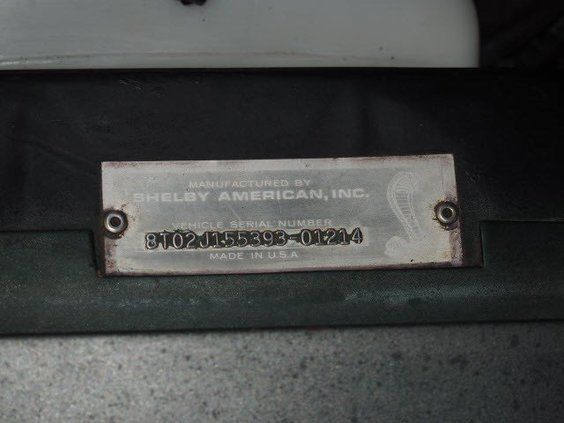 MANUFACTURED BY
SHELBY AMERICAN, INC.
VEHICLE SERIAL NUMBER
8T02J155393-01214
MADE IN U.S.A